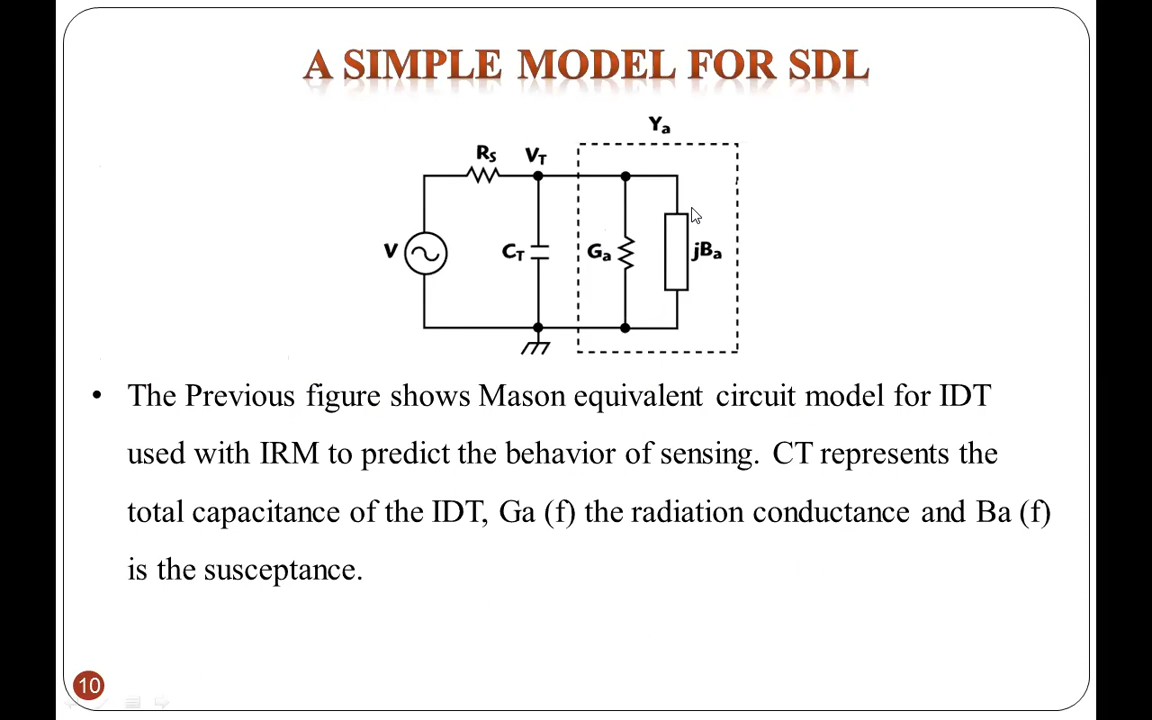 A SIMPLE MODEL FOR SDL
Ya
Rs VT
V CT Ga jBa
• The Previous figure shows Mason equivalent circuit model for IDT
used with IRM to predict the behavior of sensing. CT represents the
total capacitance of the IDT, Ga (f) the radiation conductance and Ba (f)
is the susceptance.
10